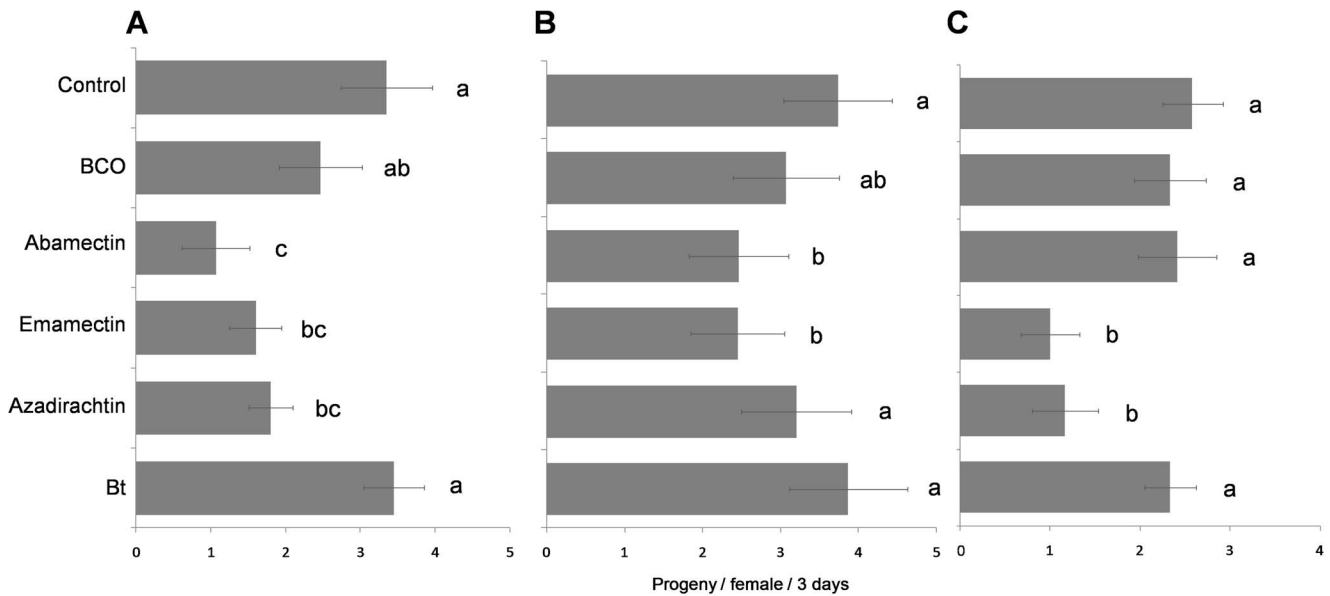 A B C
Control a a a
BCO ab ab a
Abamectin c b a
Emamectin bc b b
Azadirachtin bc a b
Bt a a a
0 1 2 3 4 5 0 1 2 3 4 5 0 1 2 3 4
Progeny / female / 3 days